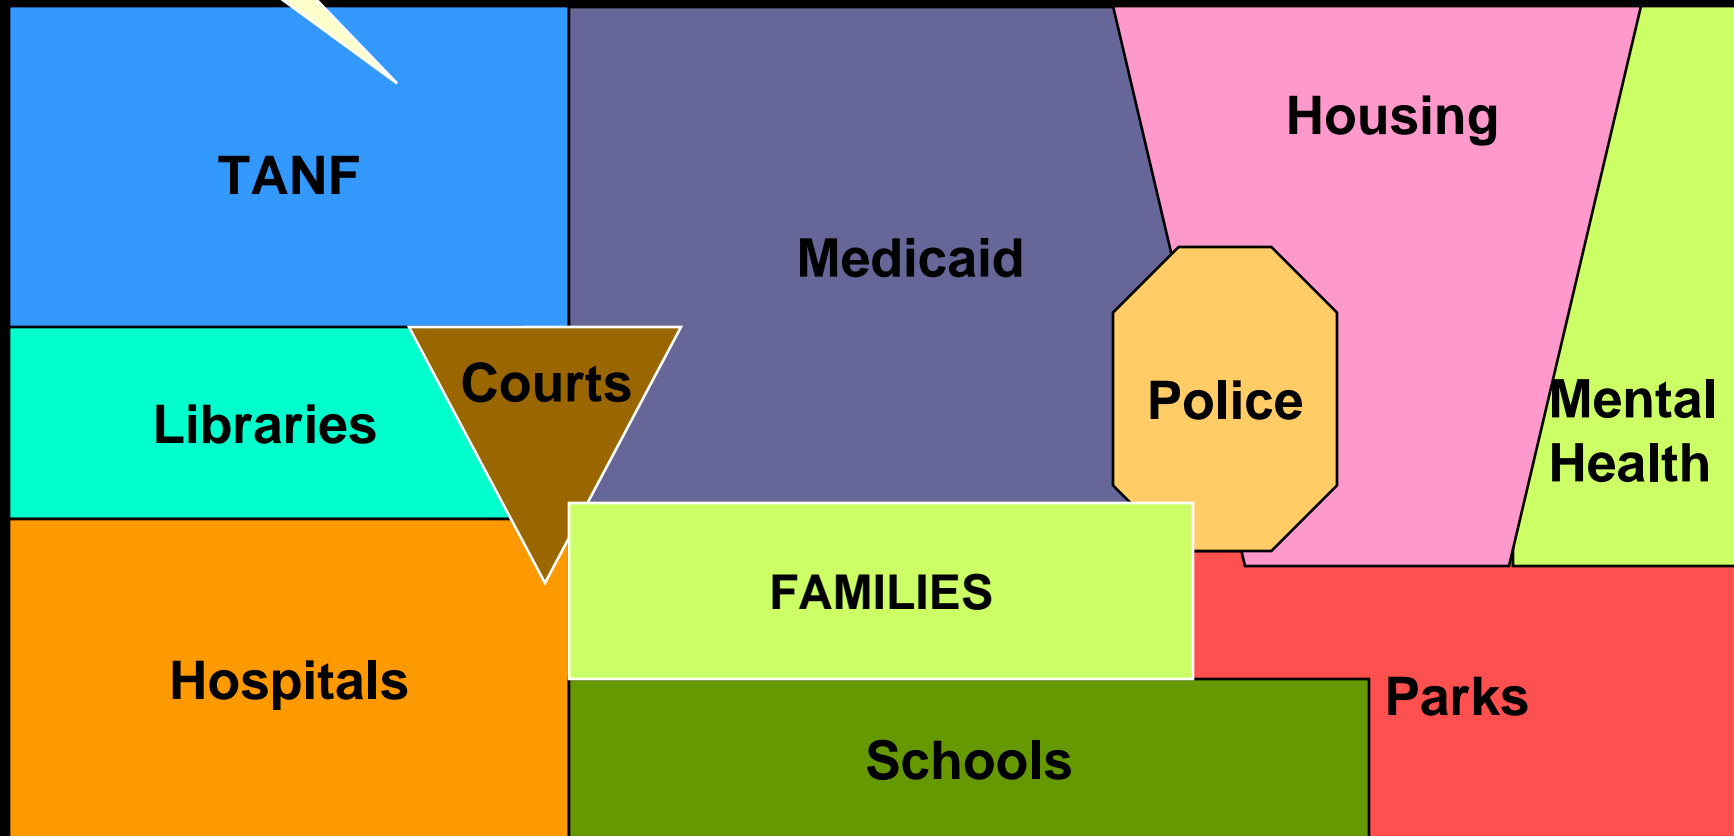 TANF
Medicaid
Housing
Libraries
Courts
Police
Mental
Health
FAMILIES
Hospitals
Schools
Parks